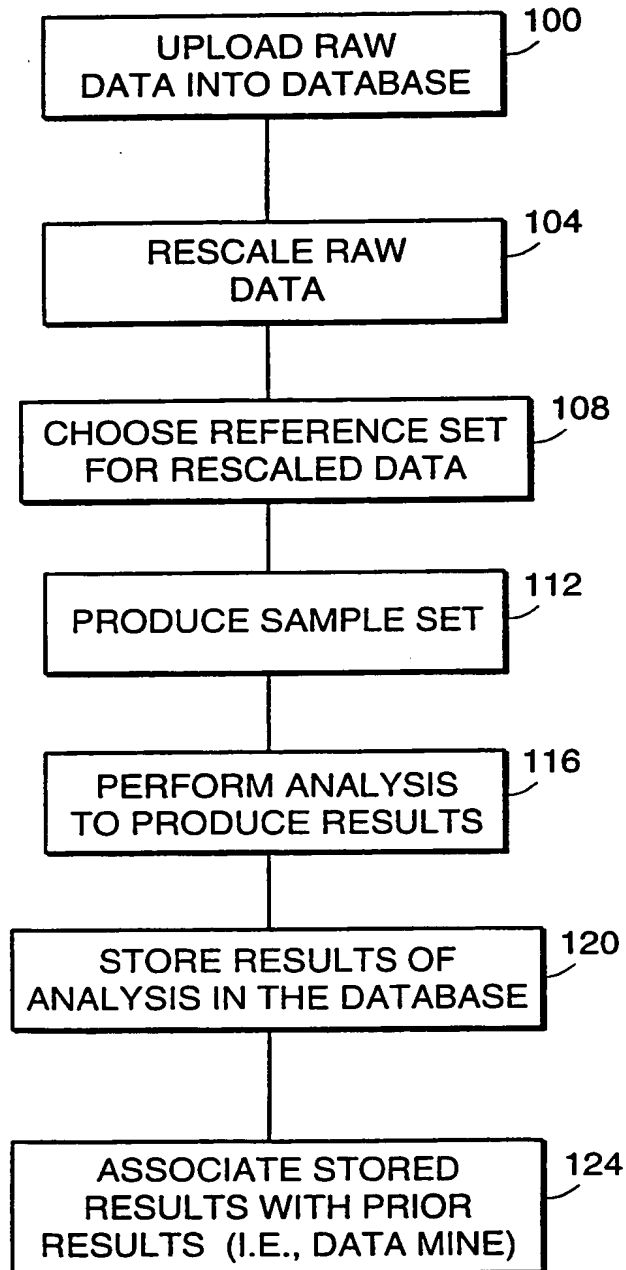 100
UPLOAD RAW
DATA INTO DATABASE
104
RESCALE RAW
DATA
108
CHOOSE REFERENCE SET
FOR RESCALED DATA
112
PRODUCE SAMPLE SET
116
PERFORM ANALYSIS
TO PRODUCE RESULTS
120
STORE RESULTS OF
ANALYSIS IN THE DATABASE
124
ASSOCIATE STORED
RESULTS WITH PRIOR
RESULTS (I.E., DATA MINE)